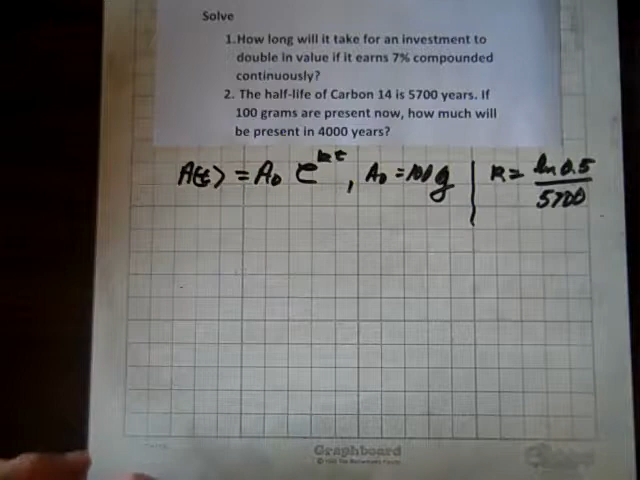 Solve
1.How long will it take for an investment to
double in value if it earns 7% compounded
continuously?
2. The half-life of Carbon 14 is 5700 years. If
100 grams are present now, how much will
be present in 4000 years?
A(t) = A0 e^kt, A0 = 100g | k = ln 0.5 / 5700
Graphboard